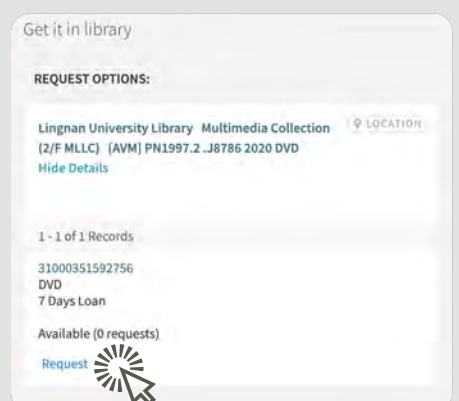 Get it in library
REQUEST OPTIONS:
Lingnan University Library Multimedia Collection
LOCATION
(2/F MLLC) (AVM] PN1997.2 .J8786 2020 DVD
Hide Details
1 - 1 of 1 Records
31000351592756
DVD
7 Days Loan
Available (0 requests)
Request